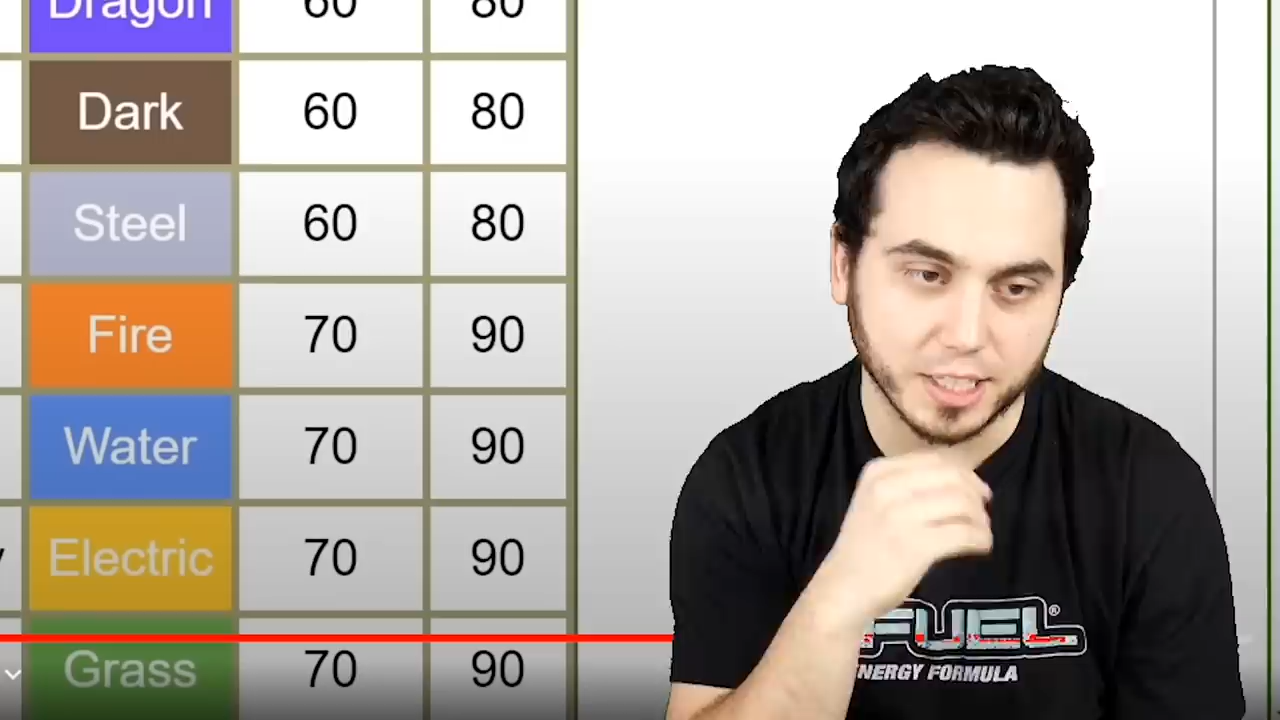 Dragon 60 80
Dark 60 80
Steel 60 80
Fire 70 90
Water 70 90
Electric 70 90
Grass 70 90
FUEL®
ENERGY FORMULA